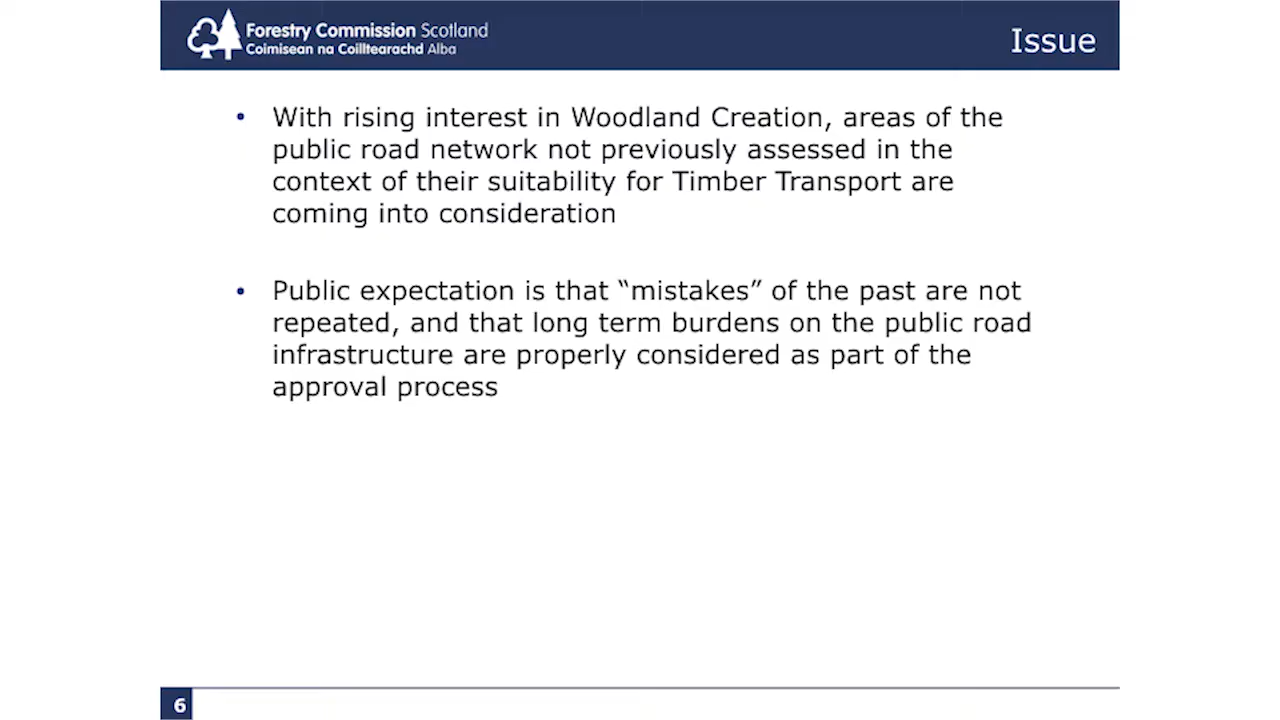 Forestry Commission Scotland
Coimisean na Coilltearachd Alba
Issue
• With rising interest in Woodland Creation, areas of the
public road network not previously assessed in the
context of their suitability for Timber Transport are
coming into consideration
• Public expectation is that “mistakes” of the past are not
repeated, and that long term burdens on the public road
infrastructure are properly considered as part of the
approval process
6